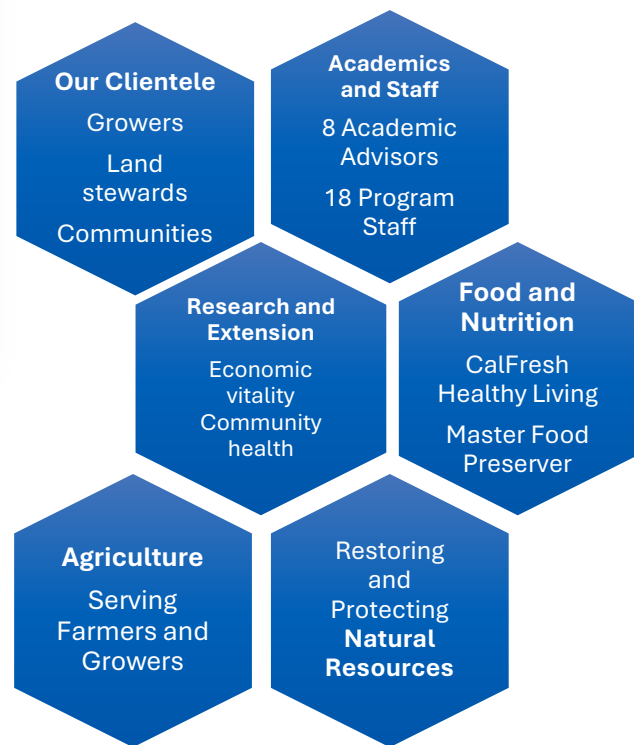 Our Clientele
Growers
Land
stewards
Communities
Academics
and Staff
8 Academic
Advisors
18 Program
Staff
Research and
Extension
Economic
vitality
Community
health
Food and
Nutrition
CalFresh
Healthy Living
Master Food
Preserver
Agriculture
Serving
Farmers and
Growers
Restoring
and
Protecting
Natural
Resources